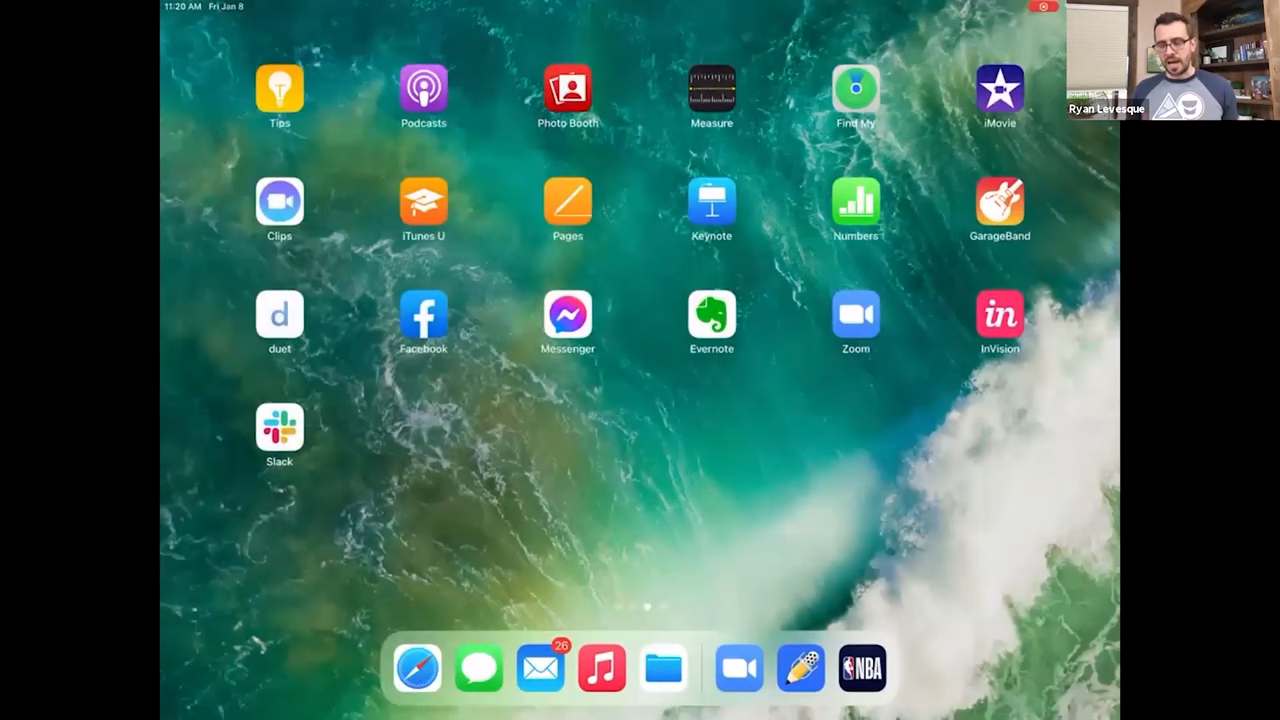 11:20 AM Fri Jan 8
Ryan Levesque
Tips
Podcasts
Photo Booth
Measure
Find My
iMovie
Clips
iTunes U
Pages
Keynote
Numbers
GarageBand
d
in
duet
Facebook
Messenger
Evernote
Zoom
InVision
Slack
26
NBA